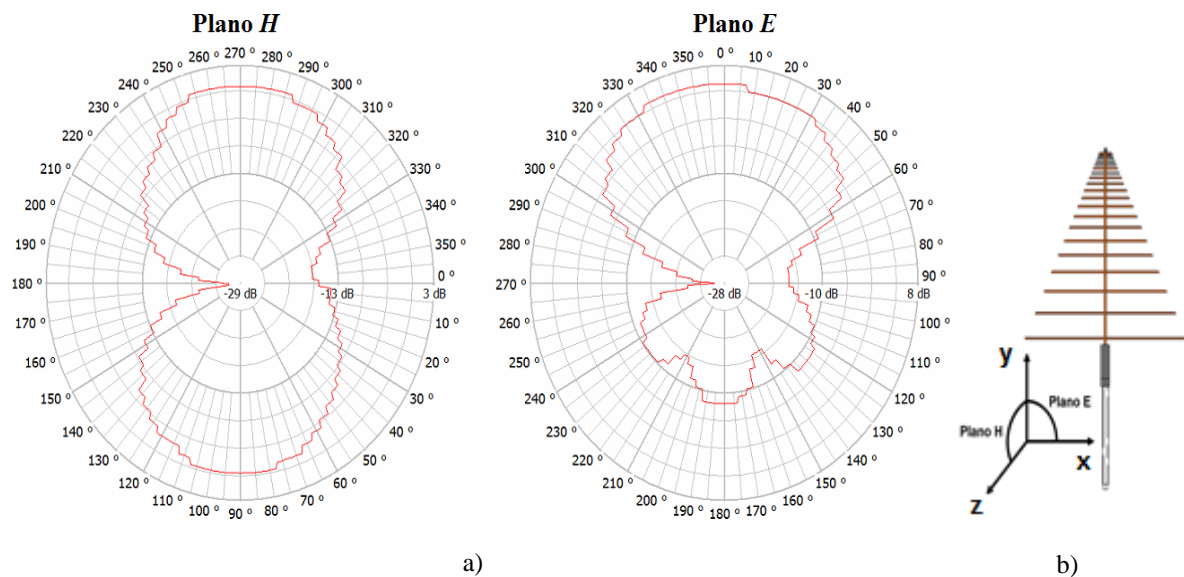 Plano H
Plano E
270 º
280 º
290 º
300 º
310 º
320 º
330 º
340 º
350 º
0 º
10 º
20 º
30 º
40 º
50 º
60 º
70 º
80 º
90 º
100 º
110 º
120 º
130 º
140 º
150 º
160 º
170 º
180 º
190 º
200 º
210 º
220 º
230 º
240 º
250 º
260 º
-29 dB
-13 dB
3 dB
0 º
10 º
20 º
30 º
40 º
50 º
60 º
70 º
80 º
90 º
100 º
110 º
120 º
130 º
140 º
150 º
160 º
170 º
180 º
190 º
200 º
210 º
220 º
230 º
240 º
250 º
260 º
270 º
280 º
290 º
300 º
310 º
320 º
330 º
340 º
350 º
-28 dB
-10 dB
8 dB
y
Plano E
Plano H
x
z
a)
b)